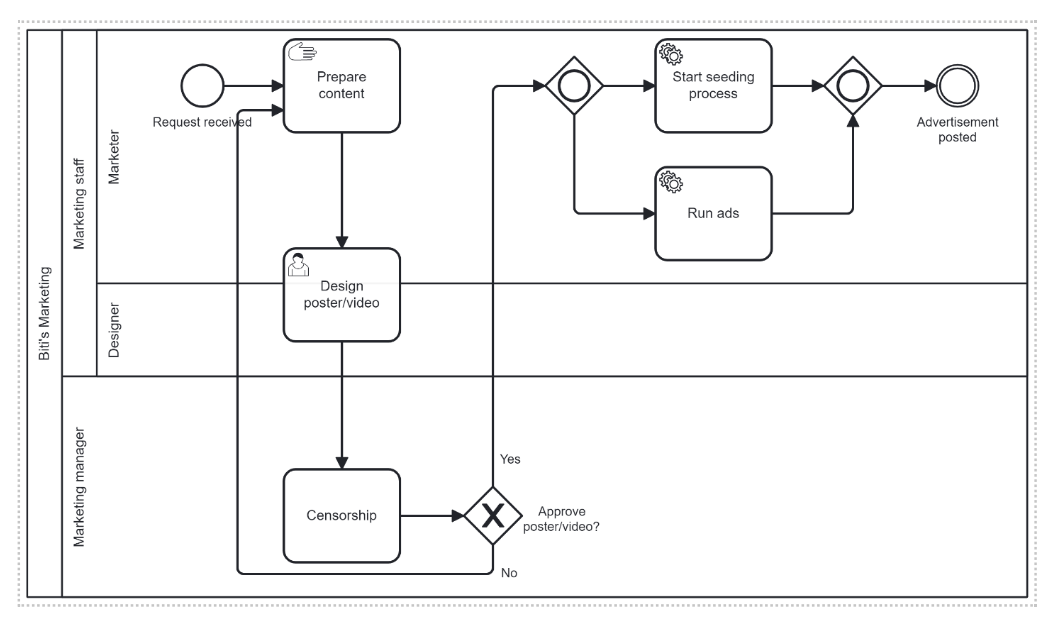 Biti's Marketing
Marketing staff
Marketer
Designer
Marketing manager
Request received
Prepare
content
Design
poster/video
Censorship
Approve
poster/video?
Yes
No
Start seeding
process
Run ads
Advertisement
posted